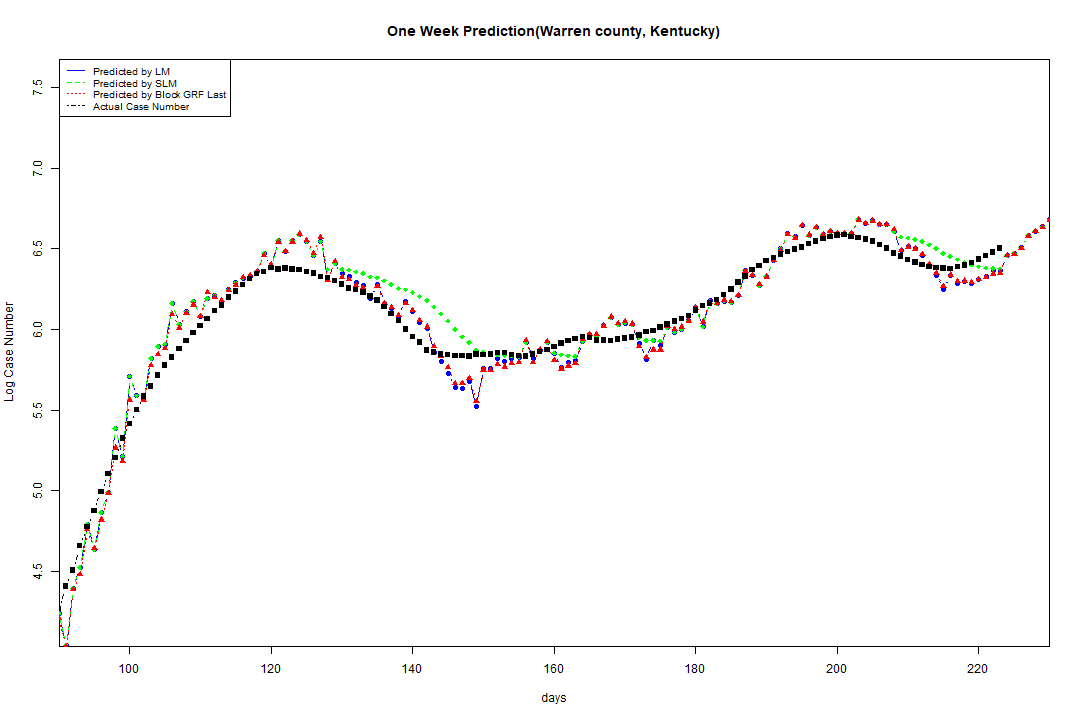 One Week Prediction(Warren county, Kentucky)
Predicted by LM
Predicted by SLM
Predicted by Block GRF Last
Actual Case Number
7.5
7.0
6.5
6.0
5.5
5.0
4.5
Log Case Number
100 120 140 160 180 200 220
days